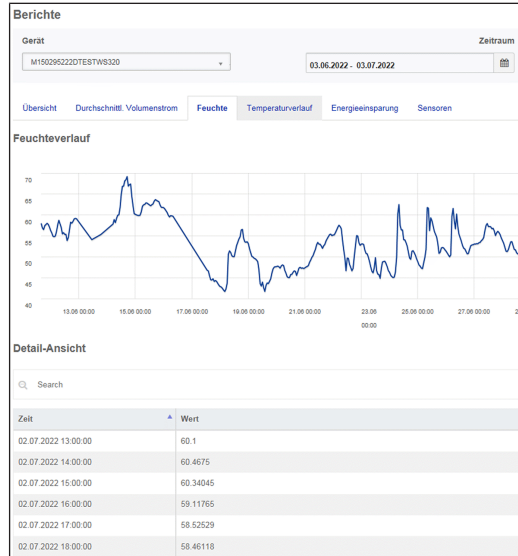 Berichte
Gerät
Zeitraum
M150295222DTESTWS320
03.06.2022 - 03.07.2022
Übersicht Durchschnittl. Volumenstrom Feuchte Temperaturverlauf Energieeinsparung Sensoren
Feuchteverlauf
70
65
60
55
50
45
40
13.06 00:00 15.06 00:00 17.06 00:00 19.06 00:00 21.06 00:00 23.06 00:00 25.06 00:00 27.06 00:00 2
Detail-Ansicht
Search
Zeit Wert
02.07.2022 13:00:00 60.1
02.07.2022 14:00:00 60.4675
02.07.2022 15:00:00 60.34045
02.07.2022 16:00:00 59.11765
02.07.2022 17:00:00 58.52529
02.07.2022 18:00:00 58.46118